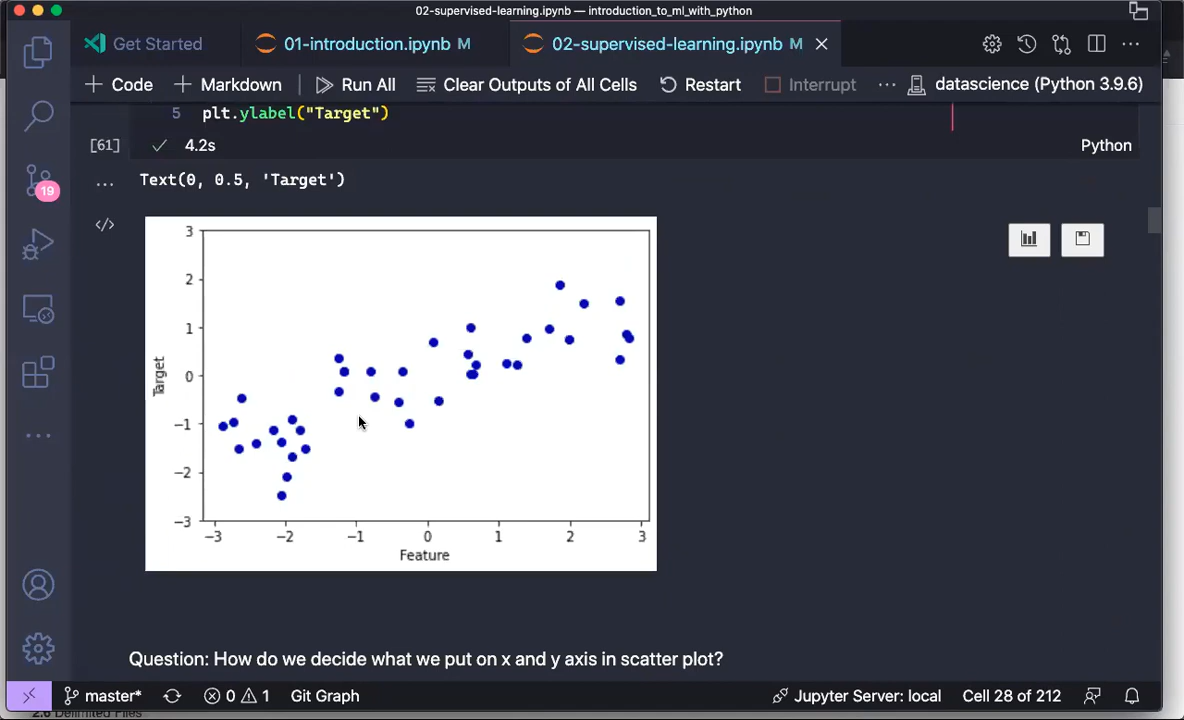 02-supervised-learning.ipynb — introduction_to_ml_with_python
Get Started 01-introduction.ipynb M 02-supervised-learning.ipynb M
Code Markdown Run All Clear Outputs of All Cells Restart Interrupt datascience (Python 3.9.6)
5 plt.ylabel("Target")
[61] 4.2s Python
Text(0, 0.5, 'Target')
19
3
2
1
0
−1
−2
−3
Target
−3 −2 −1 0 1 2 3
Feature
Question: How do we decide what we put on x and y axis in scatter plot?
master* 0 1 Git Graph Jupyter Server: local Cell 28 of 212